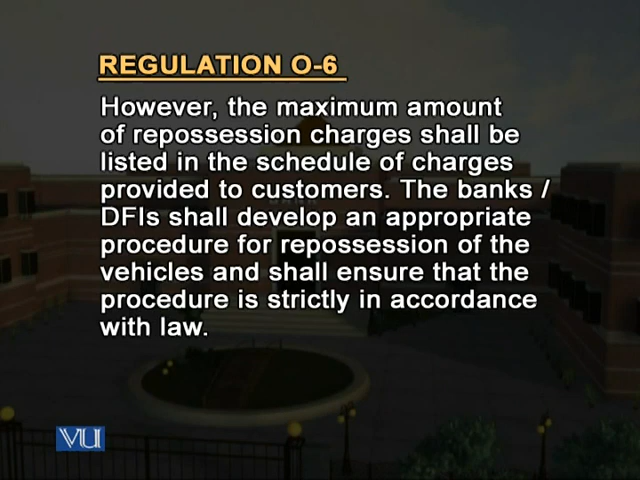 REGULATION O-6
However, the maximum amount
of repossession charges shall be
listed in the schedule of charges
provided to customers. The banks /
DFIs shall develop an appropriate
procedure for repossession of the
vehicles and shall ensure that the
procedure is strictly in accordance
with law.
VU